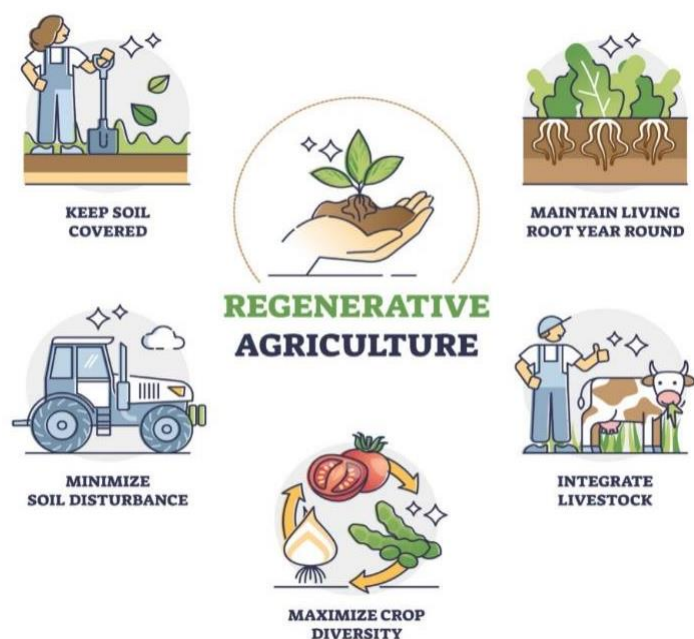 KEEP SOIL
COVERED
MAINTAIN LIVING
ROOT YEAR ROUND
REGENERATIVE
AGRICULTURE
MINIMIZE
SOIL DISTURBANCE
INTEGRATE
LIVESTOCK
MAXIMIZE CROP
DIVERSITY